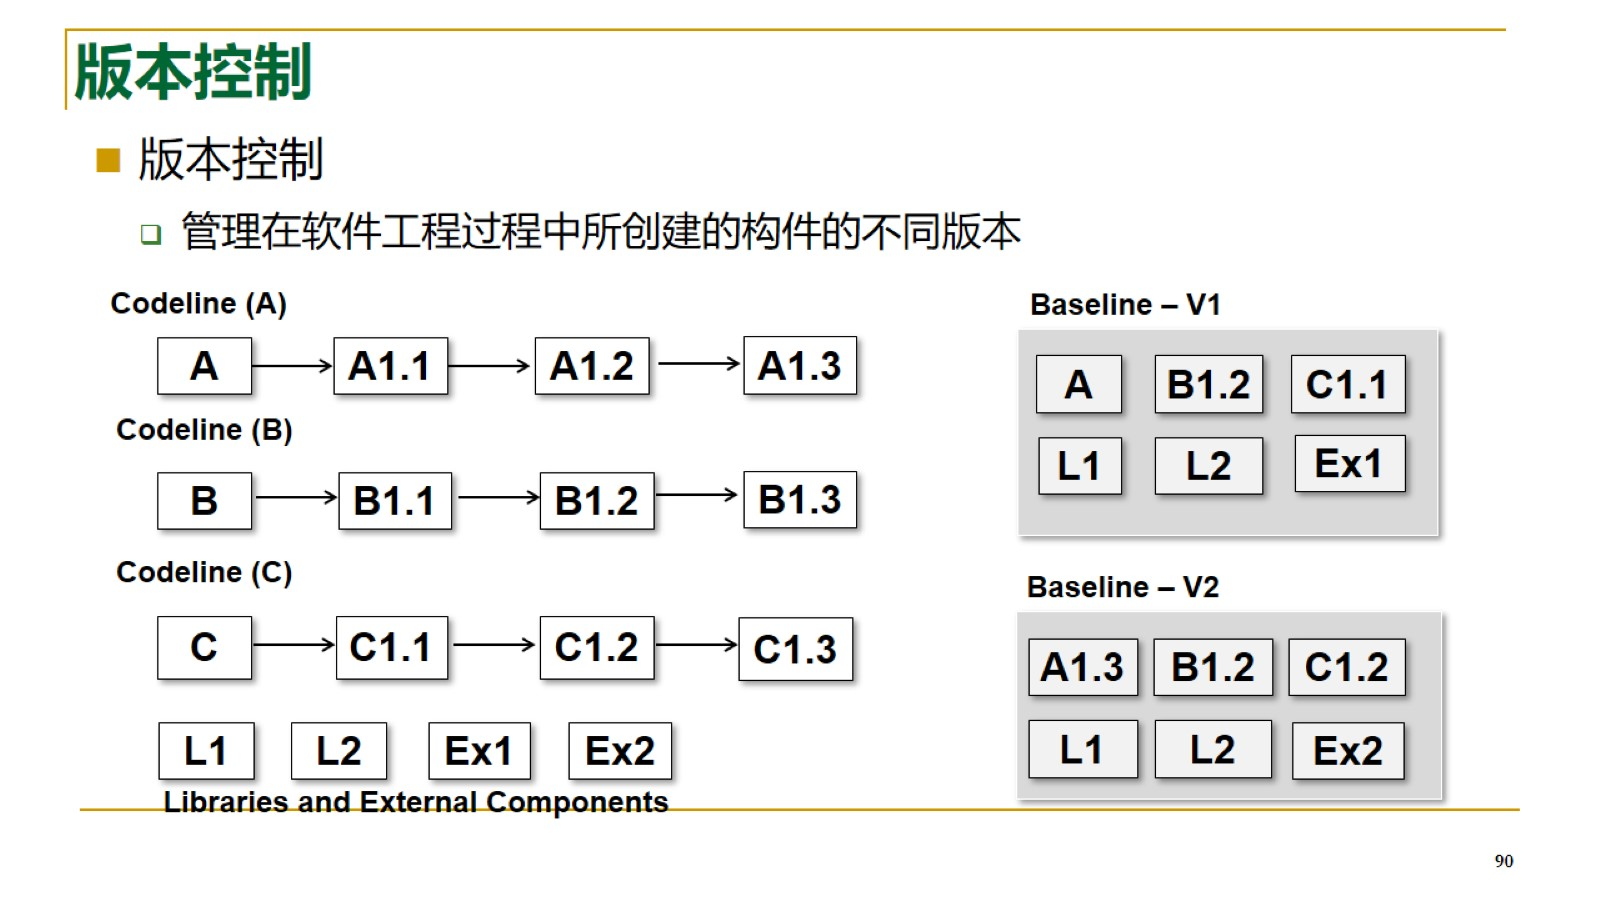 版本控制
版本控制
管理在软件工程过程中所创建的构件的不同版本
Codeline (A)
A A1.1 A1.2 A1.3
Codeline (B)
B B1.1 B1.2 B1.3
Codeline (C)
C C1.1 C1.2 C1.3
L1 L2 Ex1 Ex2
Libraries and External Components
Baseline – V1
A B1.2 C1.1
L1 L2 Ex1
Baseline – V2
A1.3 B1.2 C1.2
L1 L2 Ex2
90